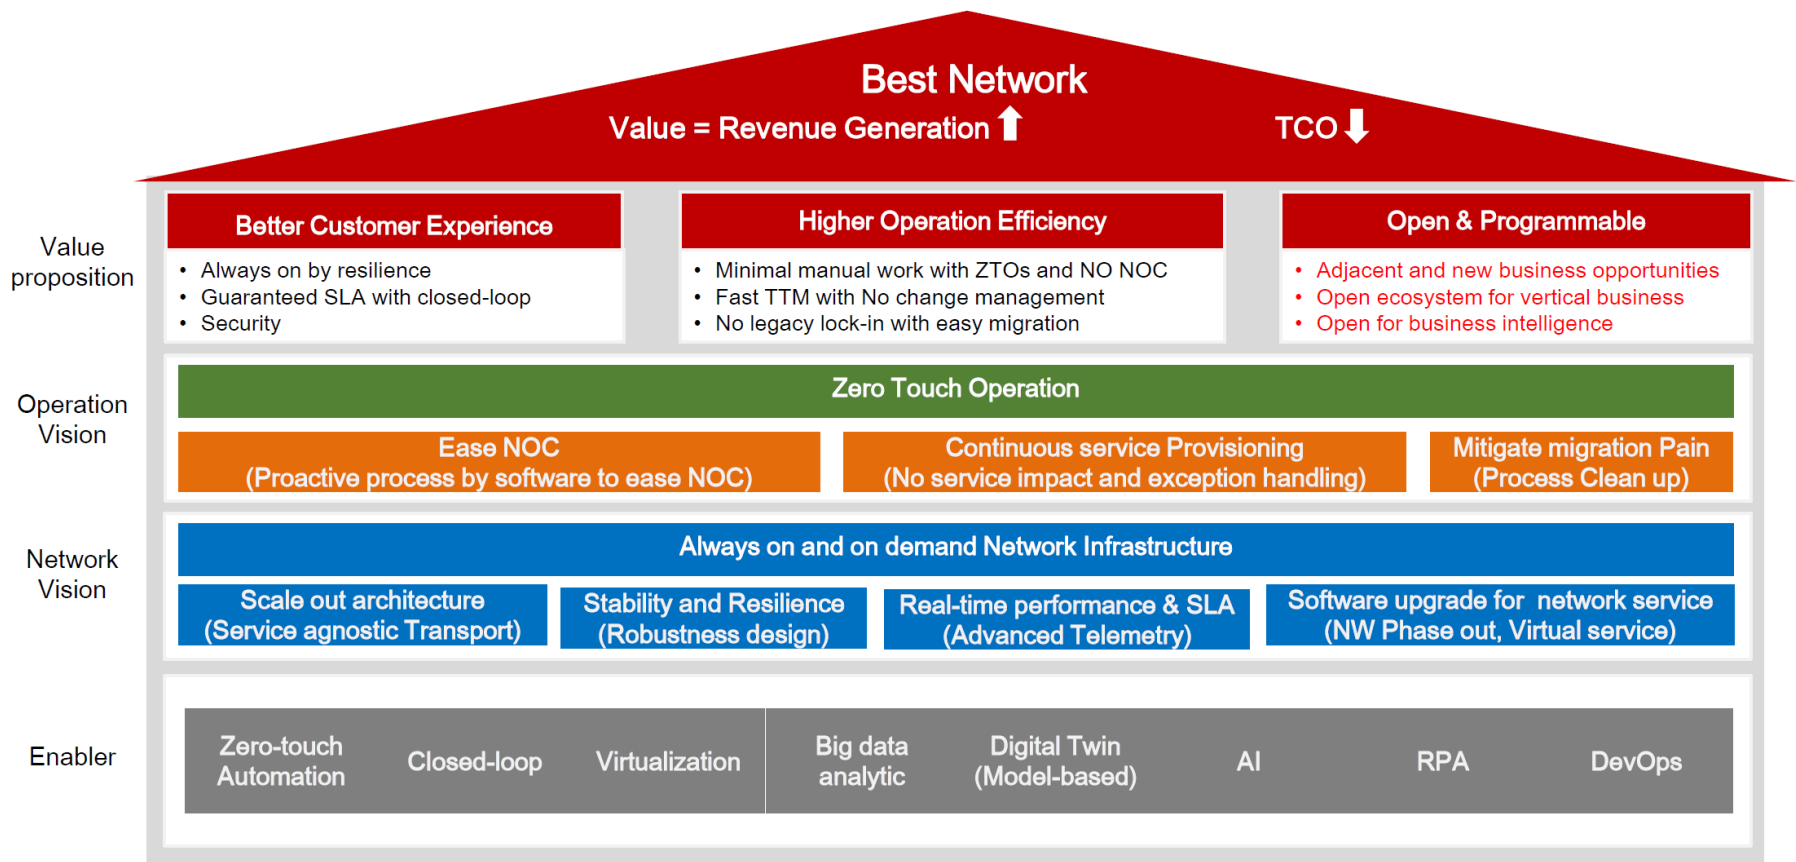 Best Network
Value = Revenue Generation
TCO
Value
proposition
Better Customer Experience
• Always on by resilience
• Guaranteed SLA with closed-loop
• Security
Higher Operation Efficiency
• Minimal manual work with ZTOs and NO NOC
• Fast TTM with No change management
• No legacy lock-in with easy migration
Open & Programmable
• Adjacent and new business opportunities
• Open ecosystem for vertical business
• Open for business intelligence
Operation
Vision
Zero Touch Operation
Ease NOC
(Proactive process by software to ease NOC)
Continuous service Provisioning
(No service impact and exception handling)
Mitigate migration Pain
(Process Clean up)
Network
Vision
Always on and on demand Network Infrastructure
Scale out architecture
(Service agnostic Transport)
Stability and Resilience
(Robustness design)
Real-time performance & SLA
(Advanced Telemetry)
Software upgrade for network service
(NW Phase out, Virtual service)
Enabler
Zero-touch
Automation
Closed-loop
Virtualization
Big data
analytic
Digital Twin
(Model-based)
AI
RPA
DevOps